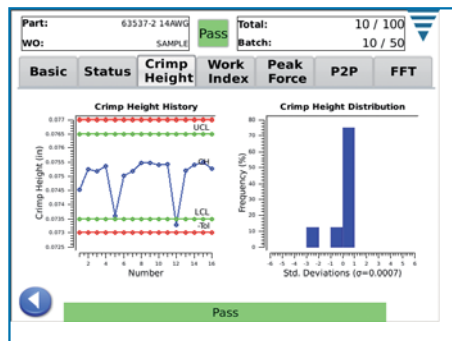 Part: 63537-2 14AWG
WO: SAMPLE
Pass
Total: 10 / 100
Batch: 10 / 50
Basic Status Crimp Height Work Index Peak Force P2P FFT
Crimp Height History
0.077
0.0765
0.076
0.0755
0.075
0.0745
0.074
0.0735
0.073
0.0725
Crimp Height (in)
UCL
CH
LCL
-Tol
2 4 6 8 10 12 14 16
Number
Crimp Height Distribution
80
70
60
50
40
30
20
10
0
Frequency (%)
-6 -5 -4 -3 -2 -1 0 1 2 3 4 5 6
Std. Deviations (σ=0.0007)
Pass